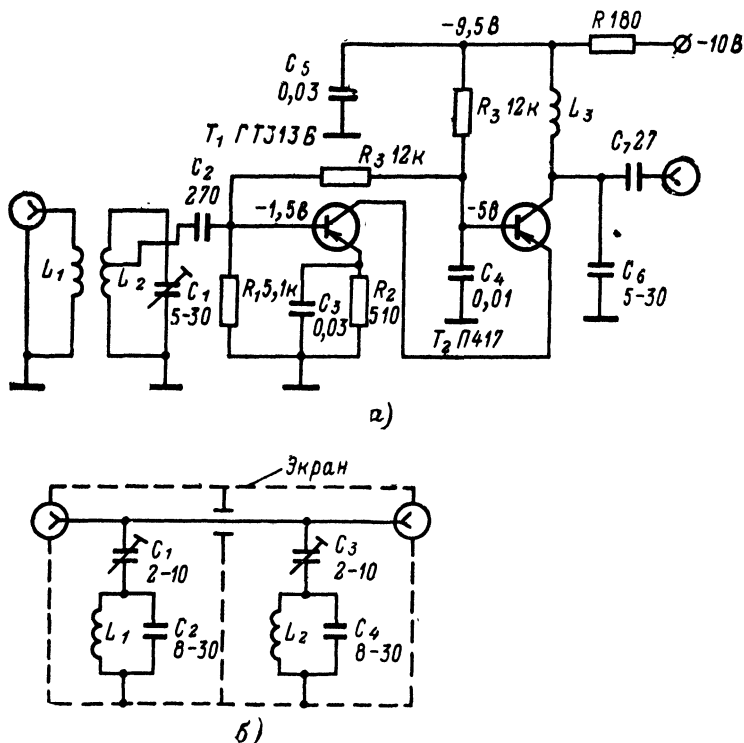 -9,5 В
R 180
-10 В
C5
0,03
R3 12к
L3
C7 27
T1 ГТ313Б
R3 12к
C2
270
-1,5 в
-5 в
L1
L2
C1
5-30
R1 5,1к
C3
0,03
R2
510
C4
0,01
C6
5-30
T2 П417
а)
Экран
C1
2-10
C3
2-10
L1
C2
8-30
L2
C4
8-30
б)